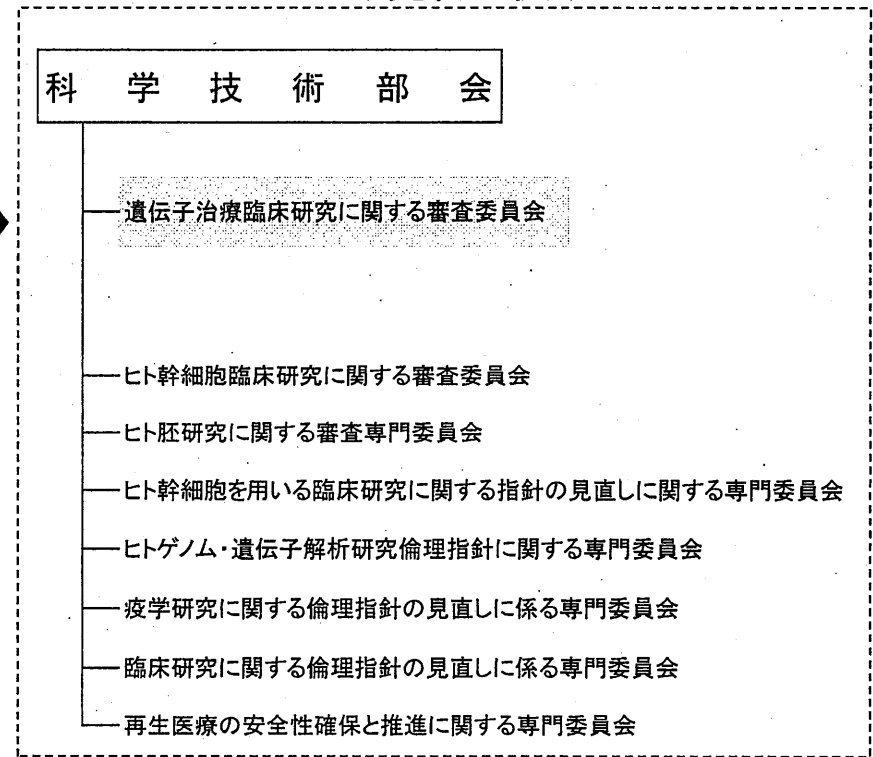 科学技術部会
遺伝子治療臨床研究に関する審査委員会
ヒト幹細胞臨床研究に関する審査委員会
ヒト胚研究に関する審査専門委員会
ヒト幹細胞を用いる臨床研究に関する指針の見直しに関する専門委員会
ヒトゲノム・遺伝子解析研究倫理指針に関する専門委員会
疫学研究に関する倫理指針の見直しに係る専門委員会
臨床研究に関する倫理指針の見直しに係る専門委員会
再生医療の安全性確保と推進に関する専門委員会